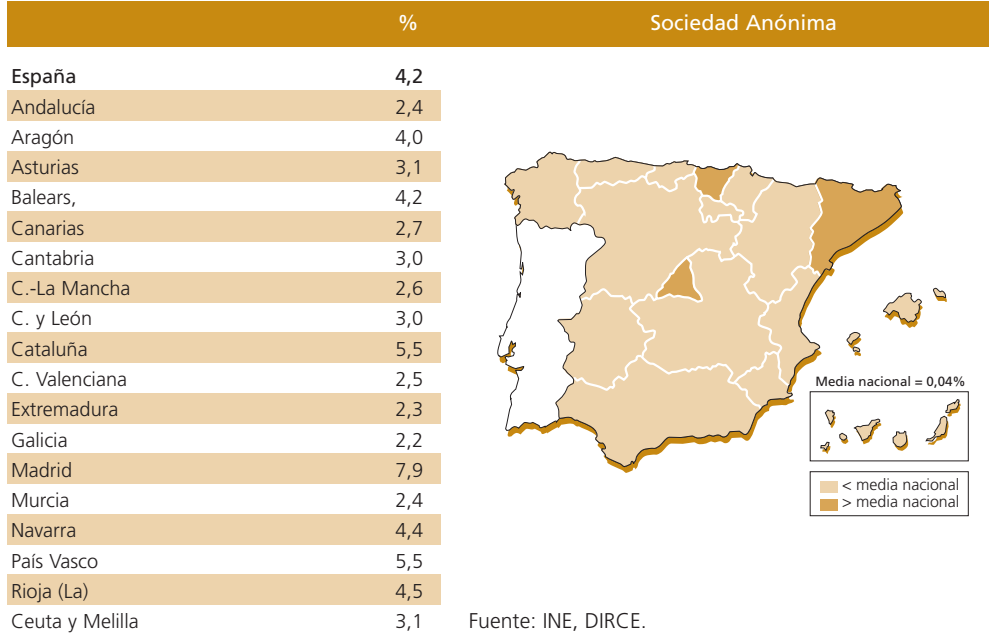 % Sociedad Anónima
España 4,2
Andalucía 2,4
Aragón 4,0
Asturias 3,1
Balears, 4,2
Canarias 2,7
Cantabria 3,0
C.-La Mancha 2,6
C. y León 3,0
Cataluña 5,5
C. Valenciana 2,5
Extremadura 2,3
Galicia 2,2
Madrid 7,9
Murcia 2,4
Navarra 4,4
País Vasco 5,5
Rioja (La) 4,5
Ceuta y Melilla 3,1
Media nacional = 0,04%
< media nacional
> media nacional
Fuente: INE, DIRCE.